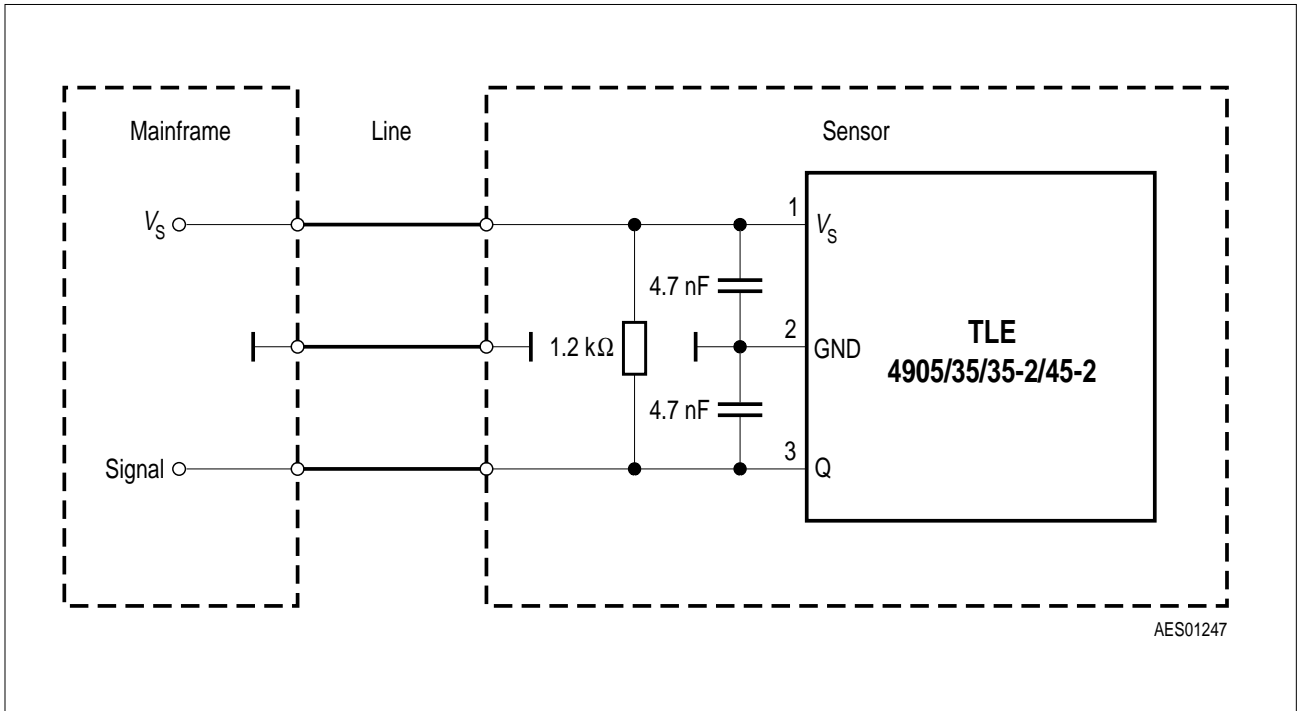 Mainframe
Line
Sensor
VS
1
VS
4.7 nF
2
GND
1.2 kΩ
TLE
4905/35/35-2/45-2
4.7 nF
Signal
3
Q
AES01247